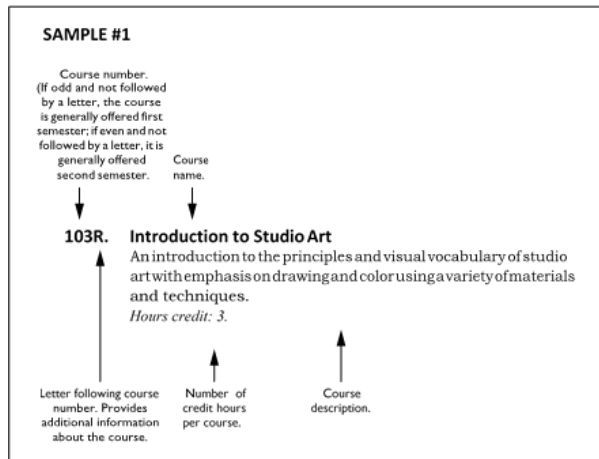 SAMPLE #1
Course number.
(If odd and not followed
by a letter, the course
is generally offered first
semester; if even and not
followed by a letter, it is
generally offered
second semester.
Course
name.
103R. Introduction to Studio Art
An introduction to the principles and visual vocabulary of studio
art with emphasis on drawing and color using a variety of materials
and techniques.
Hours credit: 3.
Letter following course
number. Provides
additional information
about the course.
Number of
credit hours
per course.
Course
description.